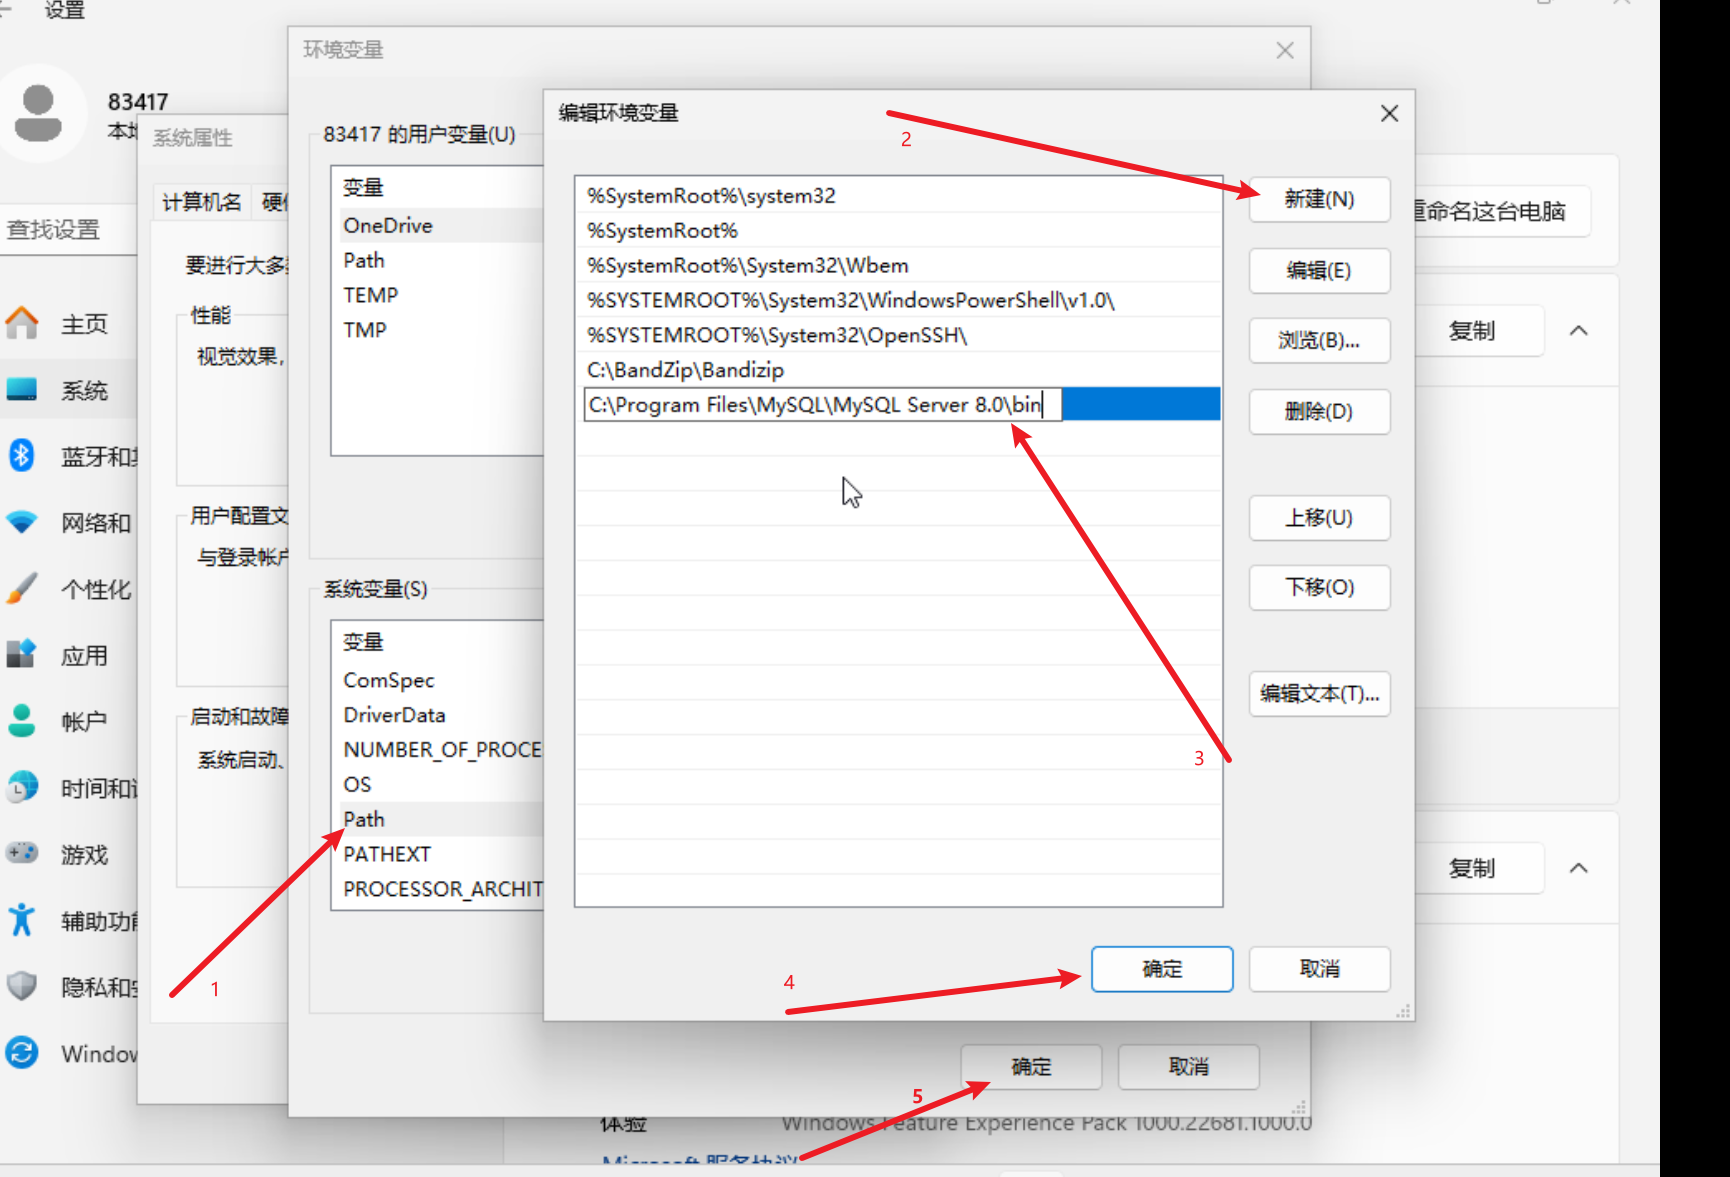 设置
83417
系统属性
计算机名
查找设置
要进行大多
性能
视觉效果,
用户配置文
与登录帐户
启动和故障
系统启动、
主页
系统
蓝牙和
网络和
个性化
应用
帐户
时间和
游戏
辅助功能
隐私和
Window
环境变量
83417 的用户变量(U)
变量
OneDrive
Path
TEMP
TMP
系统变量(S)
变量
ComSpec
DriverData
NUMBER_OF_PROCE
OS
Path
PATHEXT
PROCESSOR_ARCHIT
1
编辑环境变量
2
%SystemRoot%\system32
%SystemRoot%
%SystemRoot%\System32\Wbem
%SYSTEMROOT%\System32\WindowsPowerShell\v1.0\
%SYSTEMROOT%\System32\OpenSSH\
C:\BandZip\Bandizip
C:\Program Files\MySQL\MySQL Server 8.0\bin
新建(N)
编辑(E)
浏览(B)...
删除(D)
上移(U)
下移(O)
编辑文本(T)...
3
4
确定
取消
确定
取消
5
重命名这台电脑
复制
复制
体验
Windows Feature Experience Pack 1000.22681.1000.0
Microsoft 服务协议